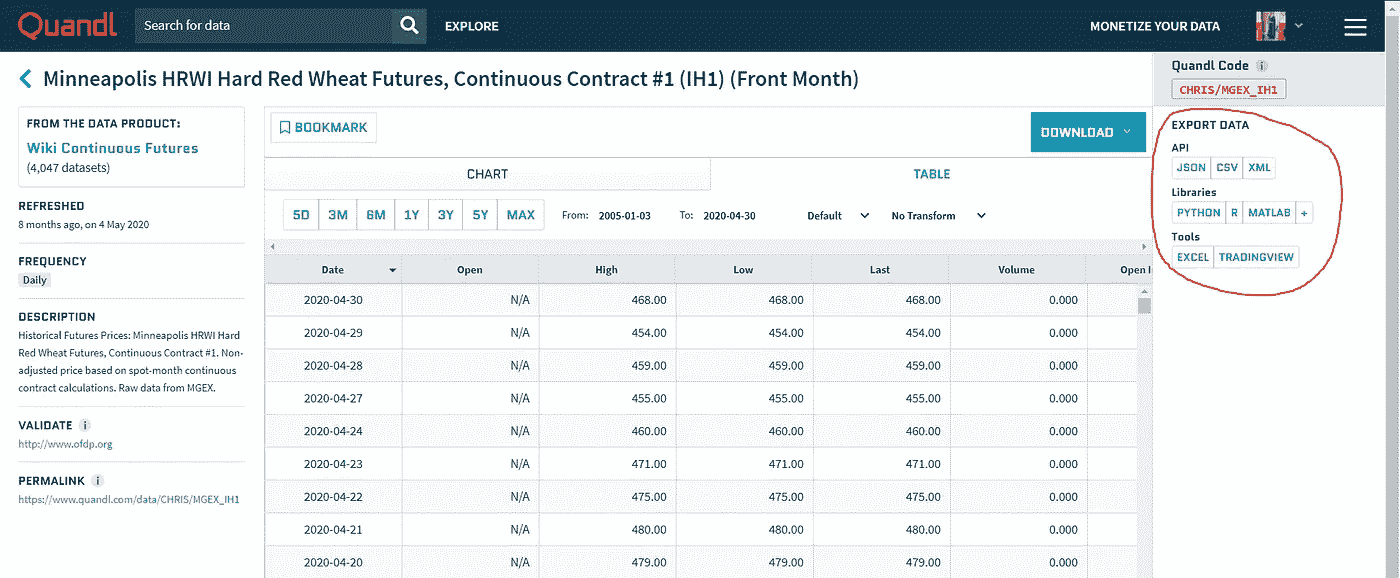 Quandl
Search for data
EXPLORE
MONETIZE YOUR DATA
Minneapolis HRWI Hard Red Wheat Futures, Continuous Contract #1 (IH1) (Front Month)
FROM THE DATA PRODUCT:
Wiki Continuous Futures
(4,047 datasets)
REFRESHED
8 months ago, on 4 May 2020
FREQUENCY
Daily
DESCRIPTION
Historical Futures Prices: Minneapolis HRWI Hard
Red Wheat Futures, Continuous Contract #1. Non-
adjusted price based on spot-month continuous
contract calculations. Raw data from MGEX.
VALIDATE i
http://www.ofdp.org
PERMALINK i
https://www.quandl.com/data/CHRIS/MGEX_IH1
BOOKMARK
DOWNLOAD
CHART TABLE
5D 3M 6M 1Y 3Y 5Y MAX From: 2005-01-03 To: 2020-04-30 Default No Transform
Date Open High Low Last Volume Open I
2020-04-30 N/A 468.00 468.00 468.00 0.000
2020-04-29 N/A 454.00 454.00 454.00 0.000
2020-04-28 N/A 459.00 459.00 459.00 0.000
2020-04-27 N/A 455.00 455.00 455.00 0.000
2020-04-24 N/A 460.00 460.00 460.00 0.000
2020-04-23 N/A 471.00 471.00 471.00 0.000
2020-04-22 N/A 475.00 475.00 475.00 0.000
2020-04-21 N/A 480.00 480.00 480.00 0.000
2020-04-20 N/A 479.00 479.00 479.00 0.000
Quandl Code i
CHRIS/MGEX_IH1
EXPORT DATA
API
JSON CSV XML
Libraries
PYTHON R MATLAB +
Tools
EXCEL TRADINGVIEW